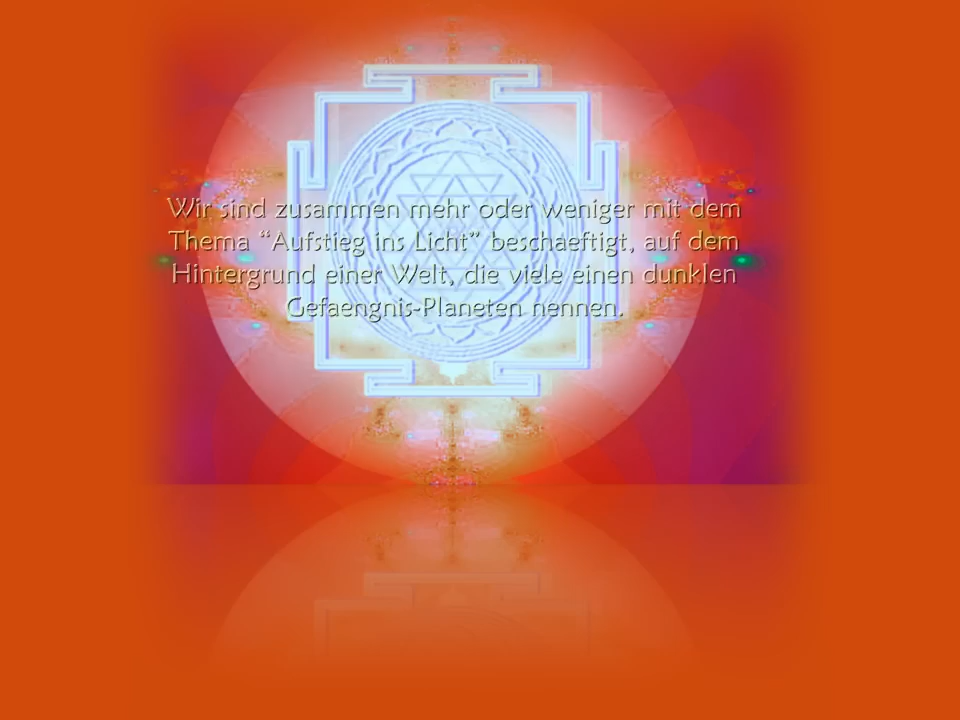 Wir sind zusammen mehr oder weniger mit dem
Thema “Aufstieg ins Licht” beschaeftigt, auf dem
Hintergrund einer Welt, die viele einen dunklen
Gefaengnis-Planeten nennen.